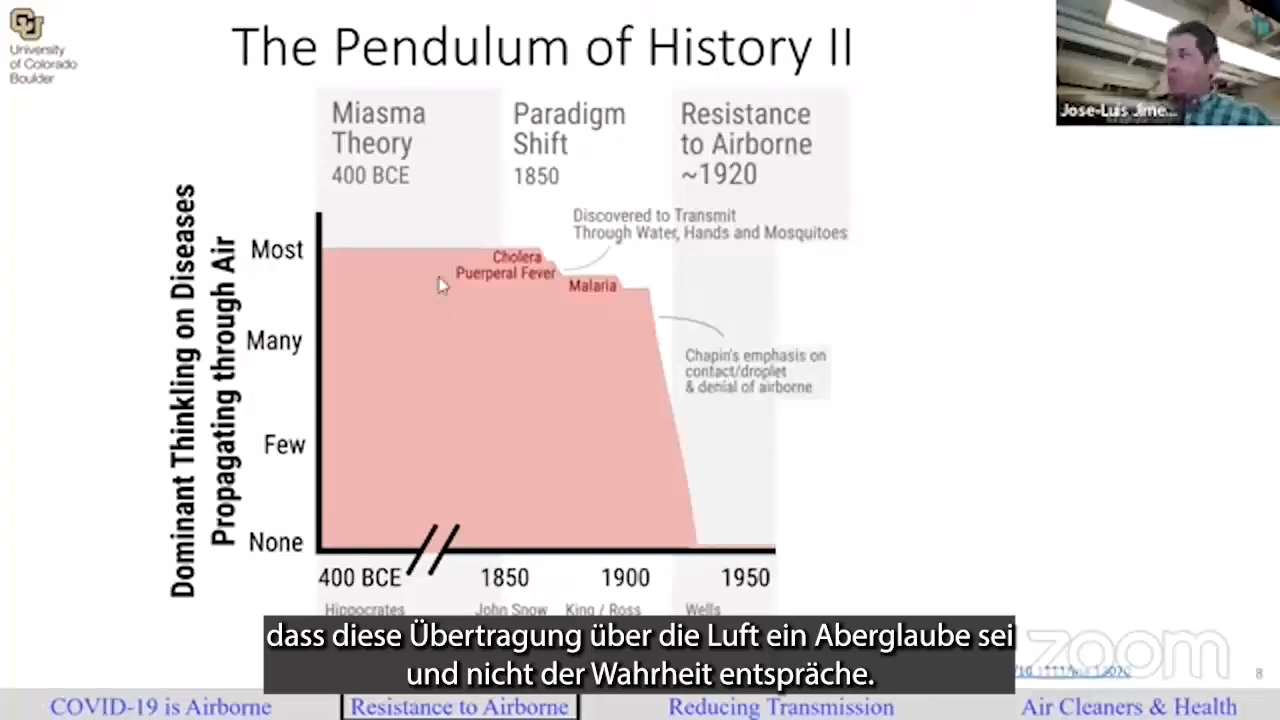 University
of Colorado
Boulder
The Pendulum of History II
Jose-Luis Jime...
Miasma
Theory
400 BCE
Paradigm
Shift
1850
Resistance
to Airborne
~1920
Discovered to Transmit
Through Water, Hands and Mosquitoes
Dominant Thinkling on Diseases
Propagating through Air
Most
Many
Few
None
Cholera
Puerperal Fever
Malaria
Chapin's emphasis on
contact/droplet
& denial of airborne
400 BCE
1850
1900
1950
Hippocrates
John Snow
King / Ross
Wells
dass diese Übertragung über die Luft ein Aberglaube sei
und nicht der Wahrheit entspräche.
zoom
8
COVID-19 is Airborne
Resistance to Airborne
Reducing Transmission
Air Cleaners & Health